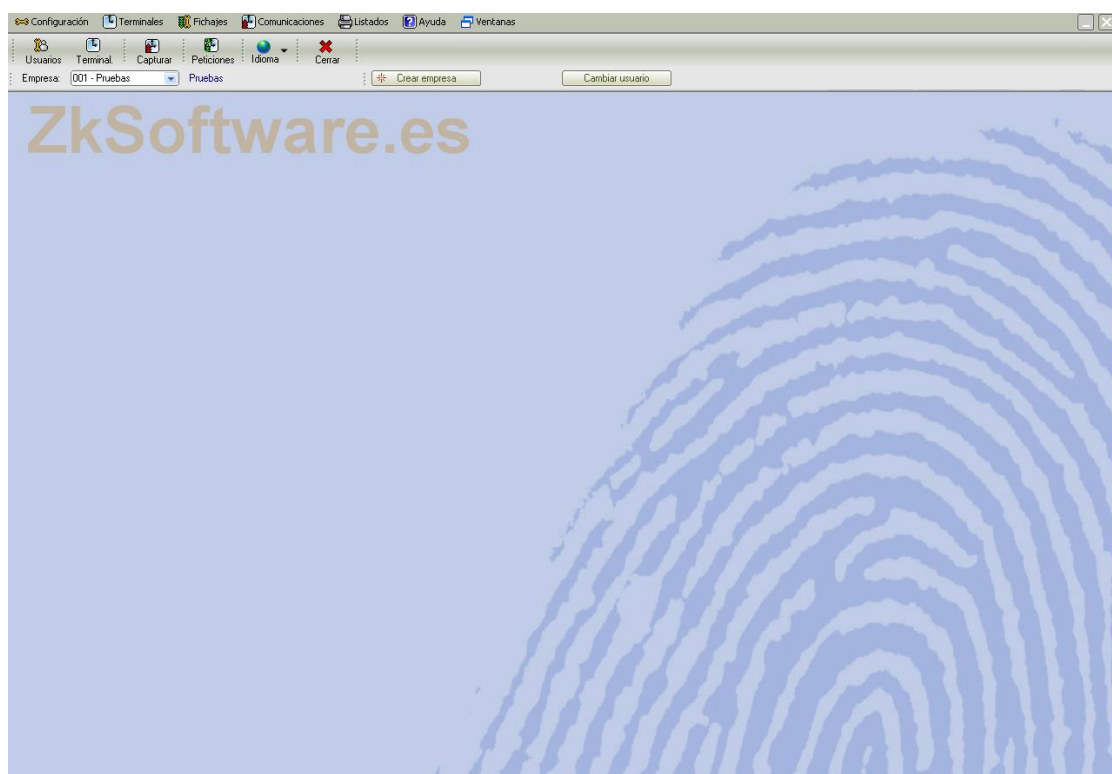 Configuración Terminales Fichajes Comunicaciones Listados Ayuda Ventanas
Usuarios Terminal Capturar Peticiones Idioma Cerrar
Empresa: 001 - Pruebas Pruebas Crear empresa Cambiar usuario
ZkSoftware.es